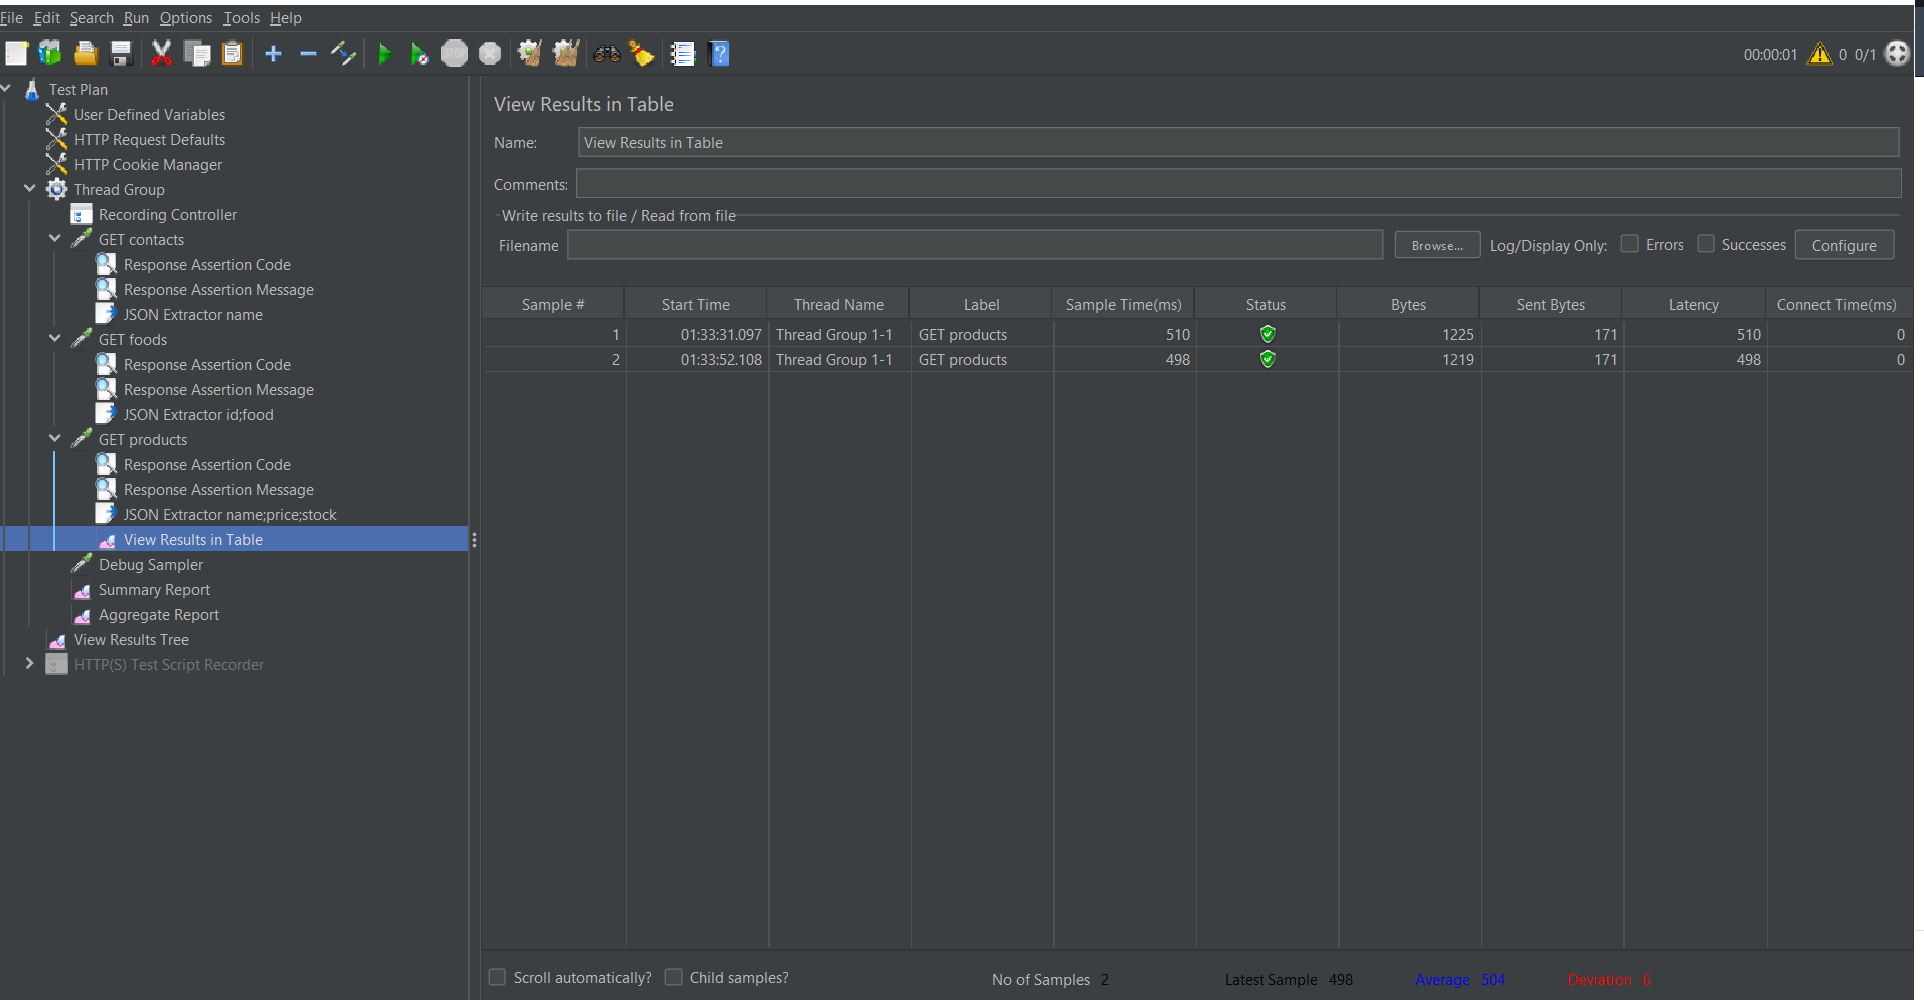 File Edit Search Run Options Tools Help
00:00:01 0 0/1
Test Plan
User Defined Variables
HTTP Request Defaults
HTTP Cookie Manager
Thread Group
Recording Controller
GET contacts
Response Assertion Code
Response Assertion Message
JSON Extractor name
GET foods
Response Assertion Code
Response Assertion Message
JSON Extractor id;food
GET products
Response Assertion Code
Response Assertion Message
JSON Extractor name;price;stock
View Results in Table
Debug Sampler
Summary Report
Aggregate Report
View Results Tree
HTTP(S) Test Script Recorder
View Results in Table
Name: View Results in Table
Comments:
Write results to file / Read from file
Filename Browse... Log/Display Only: Errors Successes Configure
Sample # Start Time Thread Name Label Sample Time(ms) Status Bytes Sent Bytes Latency Connect Time(ms)
1 01:33:31.097 Thread Group 1-1 GET products 510 1225 171 510 0
2 01:33:52.108 Thread Group 1-1 GET products 498 1219 171 498 0
Scroll automatically? Child samples? No of Samples 2 Latest Sample 498 Average 504 Deviation 6